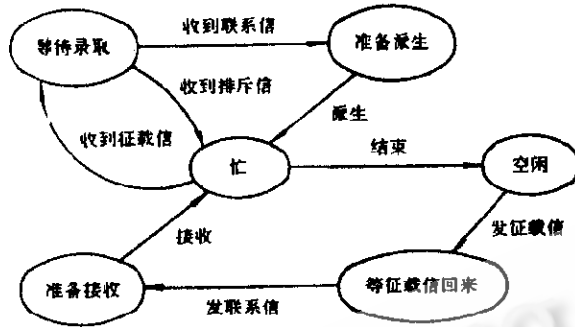 收到联系信
等待录取
准备派生
收到排斥信
派生
收到征载信
忙
结束
空闲
接收
发征载信
准备接收
等征载信回来
发联系信